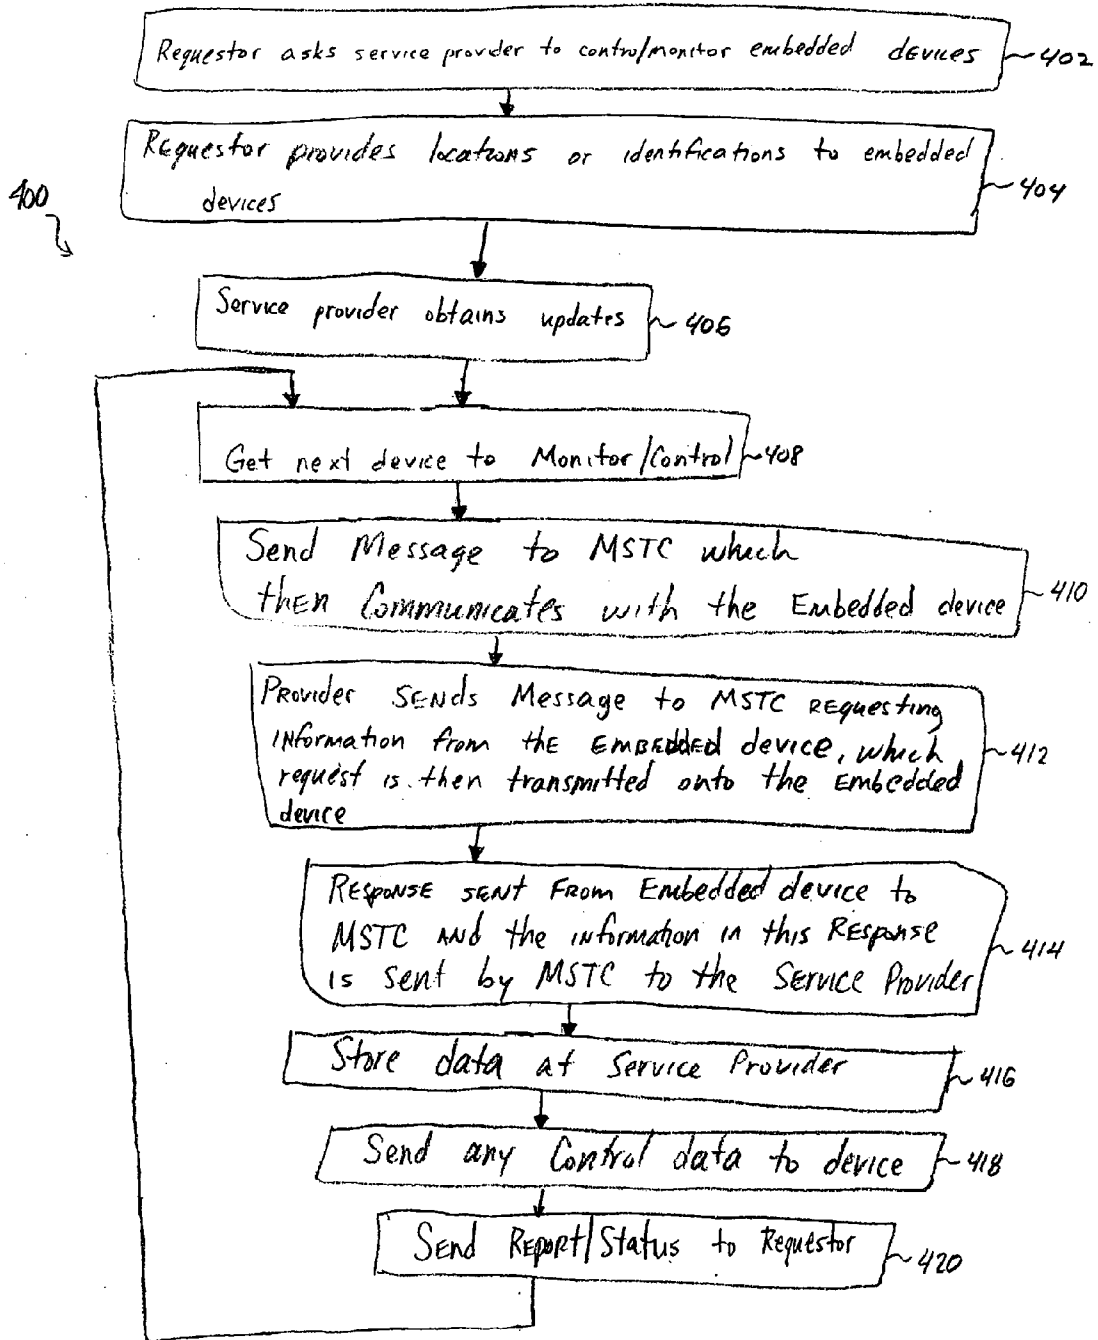 Requestor asks service provider to control/monitor embedded devices 402
Requestor provides locations or identifications to embedded
devices
404
400
Service provider obtains updates 406
Get next device to Monitor/Control 408
Send Message to MSTC which
then Communicates with the Embedded device 410
Provider sends Message to MSTC requesting
information from the Embedded device, which
request is then transmitted onto the Embedded
device
412
Response sent from Embedded device to
MSTC and the information in this Response
is sent by MSTC to the Service Provider
414
Store data at Service Provider 416
Send any Control data to device 418
Send Report/Status to Requestor 420